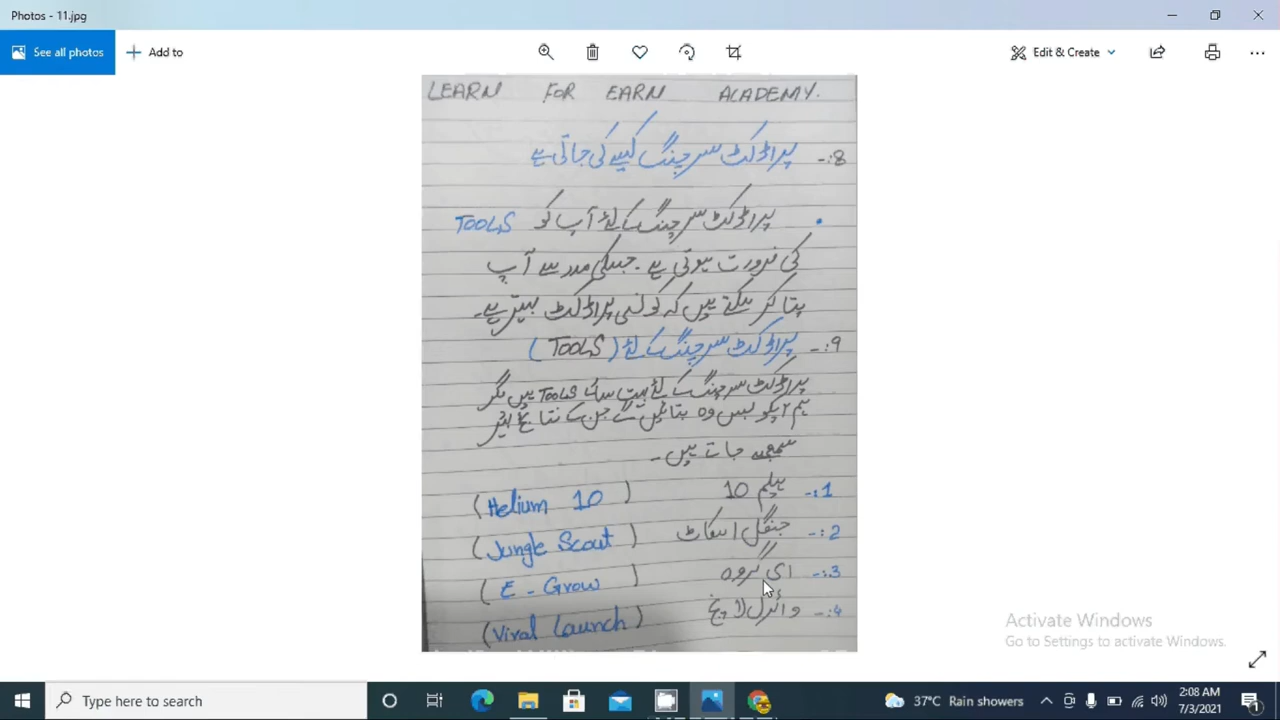 Photos - 11.jpg
See all photos
Add to
Edit & Create
LEARN FOR EARN ACADEMY.
8:- پراڈکٹ سرچنگ کیسے کی جاتی ہے
پراڈکٹ سرچنگ کے لئے آپ کو TOOLS
کی ضرورت ہوتی ہے۔ جسکی مدد سے آپ
پتا کر سکتے ہیں کہ کونسی پراڈکٹ بہتر ہے۔
9:- پراڈکٹ سرچنگ کے لئے (TOOLS)
پراڈکٹ سرچنگ کے لئے بہت سارے TOOLS ہیں مگر
ہم آپکو بس وہ بتائیں گے جن کے نتائج اخیر
سمجھے جاتے ہیں۔
1:- ہیلیم 10 (Helium 10)
2:- جنگل اسکاٹ (Jungle Scout)
3:- ای گروہ (E - Grow)
4:- وائرل لانچ (Viral Launch)
Activate Windows
Go to Settings to activate Windows.
Type here to search
37°C Rain showers
2:08 AM
7/3/2021
1